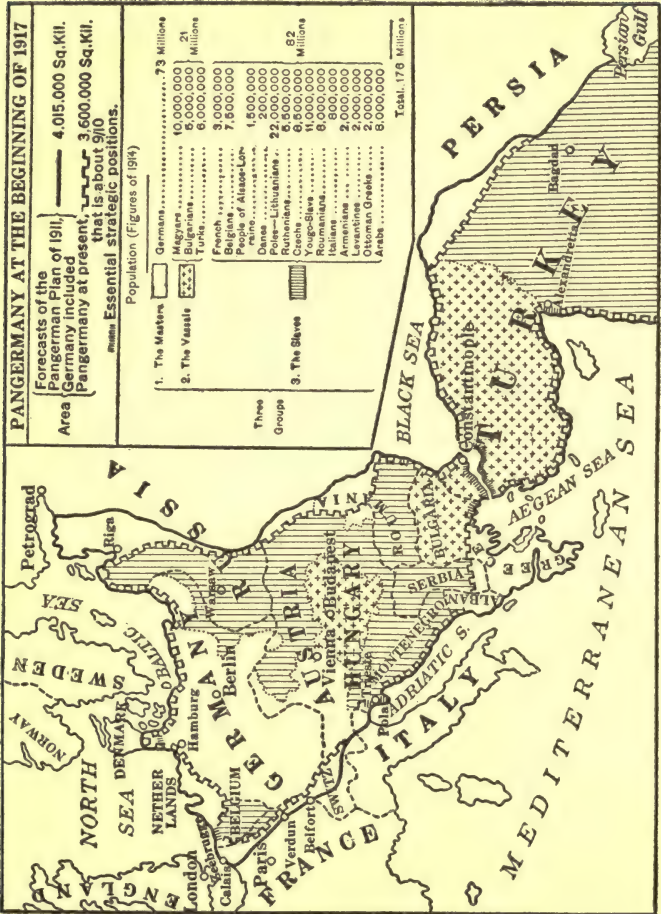 PANGERMANY AT THE BEGINNING OF 1917
Area
Forecasts of the
Pangerman Plan of 1911, 4,015,000 Sq.Kil.
Germany included
Pangermany at present, 3,600,000 Sq.Kil.
that is about 9/10
Essential strategic positions.
Population (Figures of 1914)
Three
Groups
1. The Masters
Germans 73 Millions
2. The Vassals
Magyars 10,000,000
Bulgarians 5,000,000
Turks 6,000,000
21
Millions
3. The Slaves
French 3,000,000
Belgians 7,500,000
People of Alsace-Lor-
raine 1,500,000
Danes 200,000
Poles—Lithuanians 22,000,000
Ruthenians 5,500,000
Czechs 8,500,000
Yougo-Slavs 11,000,000
Roumanians 8,000,000
Italians 800,000
Armenians 2,000,000
Levantines 2,000,000
Ottoman Greeks 2,000,000
Arabs 8,000,000
82
Millions
Total..176
Millions
Petrograd
Riga
RUSSIA
Warsaw
SWEDEN
NORWAY
BALTIC SEA
DENMARK
NORTH
SEA
NETHER
LANDS
Hamburg
Berlin
GERMANY
ENGLAND
London
Zeebrugge
BELGIUM
Calais
Paris
Verdun
Belfort
FRANCE
SWITZ
AUSTRIA
Vienna
Budapest
HUNGARY
Trieste
Pola
ITALY
ADRIATIC S.
MONTENEGRO
SERBIA
ALBAN
ROUMANIA
BULGARIA
GREECE
BLACK SEA
Constantinople
TURKEY
AEGEAN SEA
MEDITERRANEAN SEA
Alexandretta
Bagdad
PERSIA
Persian
Gulf